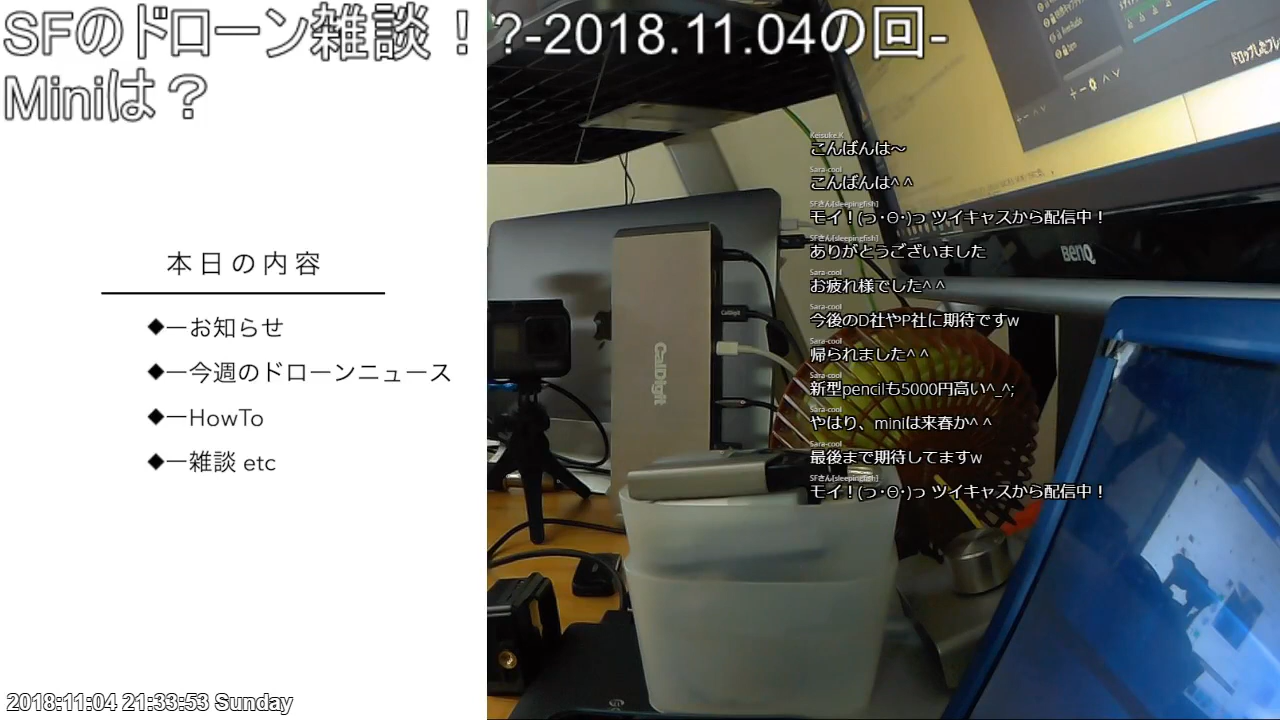 SFのドローン雑談！？-2018.11.04の回-
Miniは？
本日の内容
◆ーお知らせ
◆ー今週のドローンニュース
◆ーHowTo
◆ー雑談 etc
2018:11:04 21:33:53 Sunday
Keisuke.K
こんばんは～
Sara-cool
こんばんは^ ^
SFさん[sleepingfish]
モイ！(っ･Θ･)っ ツイキャスから配信中！
SFさん[sleepingfish]
ありがとうございました
Sara-cool
お疲れ様でした^ ^
Sara-cool
今後のD社やP社に期待ですw
Sara-cool
帰られました^ ^
Sara-cool
新型pencilも5000円高い^_^;
Sara-cool
やはり、miniは来春か^ ^
Sara-cool
最後まで期待してますw
SFさん[sleepingfish]
モイ！(っ･Θ･)っ ツイキャスから配信中！
BenQ
CalDigit
CalDigit